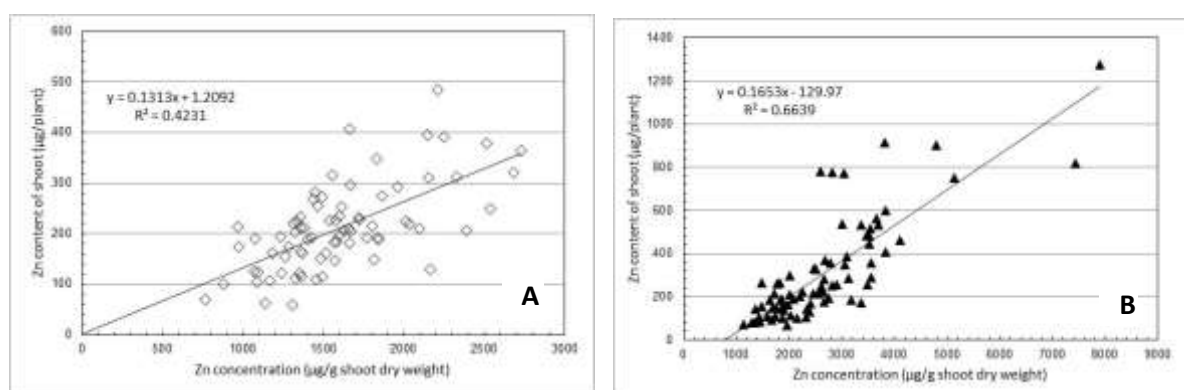 600
500
400
300
200
100
0
y = 0.1313x + 1.2092
R² = 0.4231
A
0 500 1000 1500 2000 2500 3000
Zn concentration (µg/g shoot dry weight)
Zn content of shoot (µg/plant)
1400
1200
1000
800
600
400
200
0
y = 0.1653x - 129.97
R² = 0.6639
B
0 1000 2000 3000 4000 5000 6000 7000 8000 9000
Zn concentration (µg/g shoot dry weight)
Zn content of shoot (µg/plant)